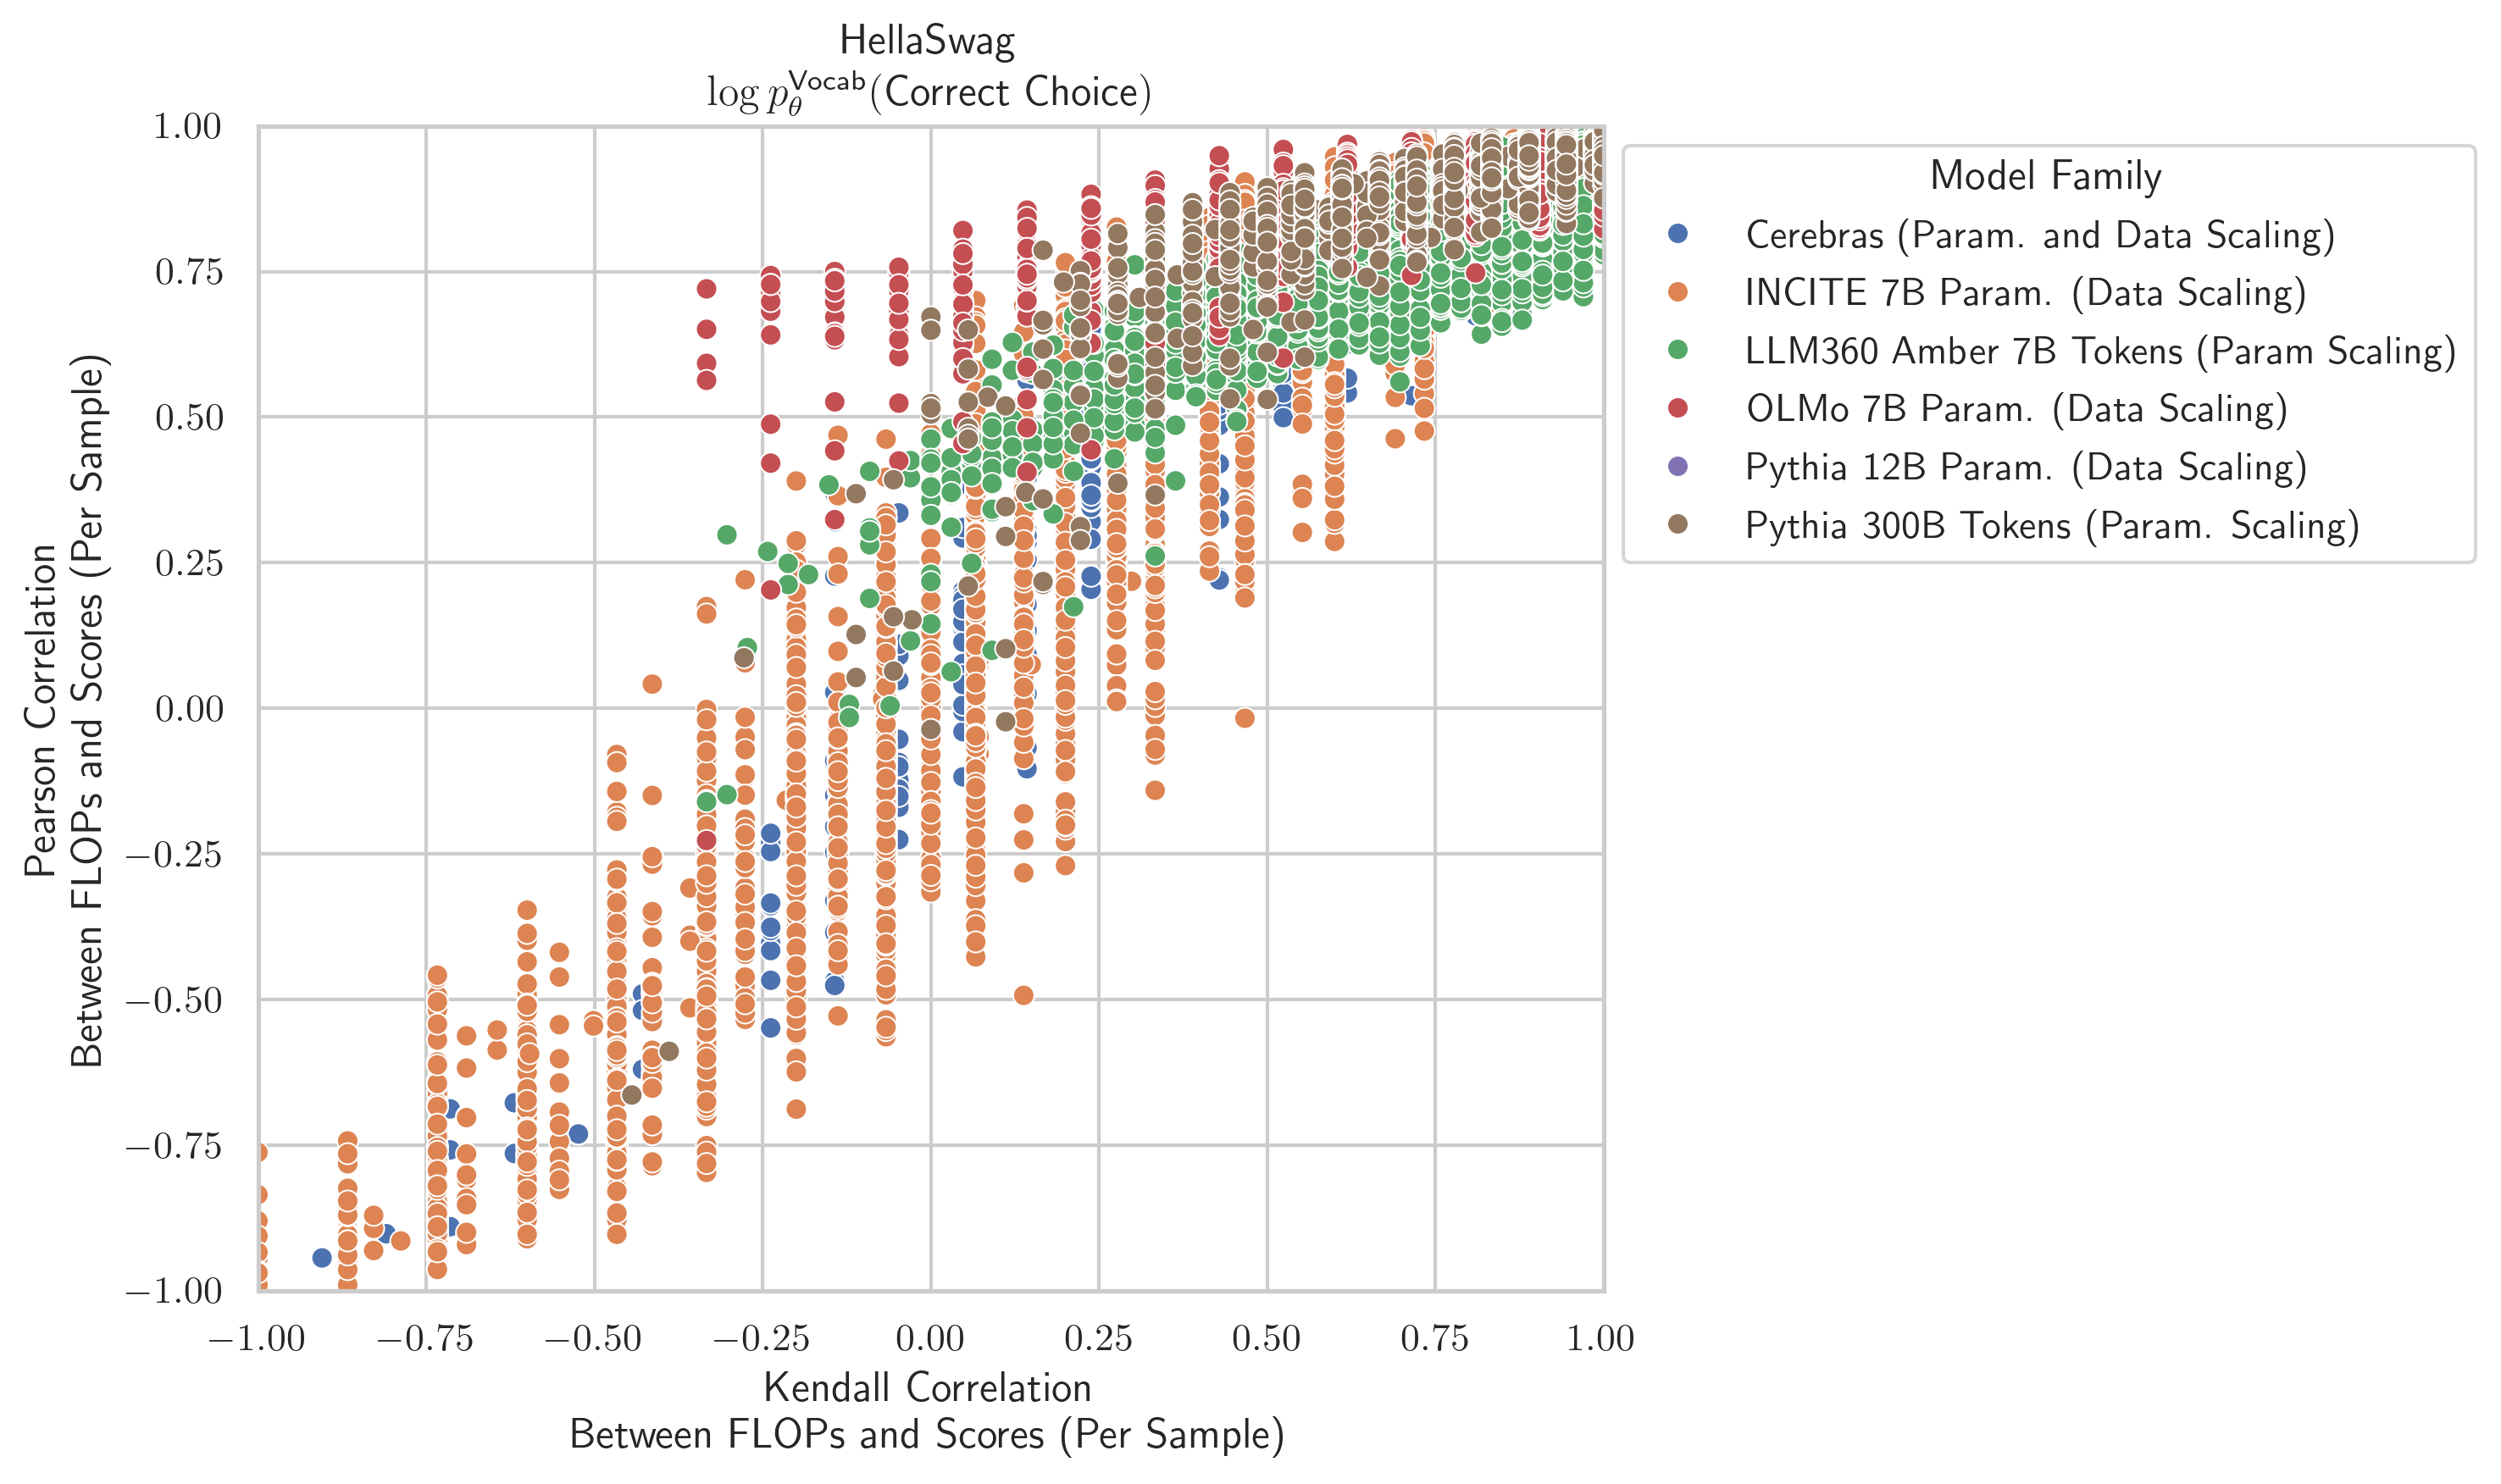 HellaSwag
log p_θ^Vocab(Correct Choice)
1.00
0.75
0.50
0.25
0.00
−0.25
−0.50
−0.75
−1.00
Pearson Correlation
Between FLOPs and Scores (Per Sample)
−1.00 −0.75 −0.50 −0.25 0.00 0.25 0.50 0.75 1.00
Kendall Correlation
Between FLOPs and Scores (Per Sample)
Model Family
Cerebras (Param. and Data Scaling)
INCITE 7B Param. (Data Scaling)
LLM360 Amber 7B Tokens (Param Scaling)
OLMo 7B Param. (Data Scaling)
Pythia 12B Param. (Data Scaling)
Pythia 300B Tokens (Param. Scaling)